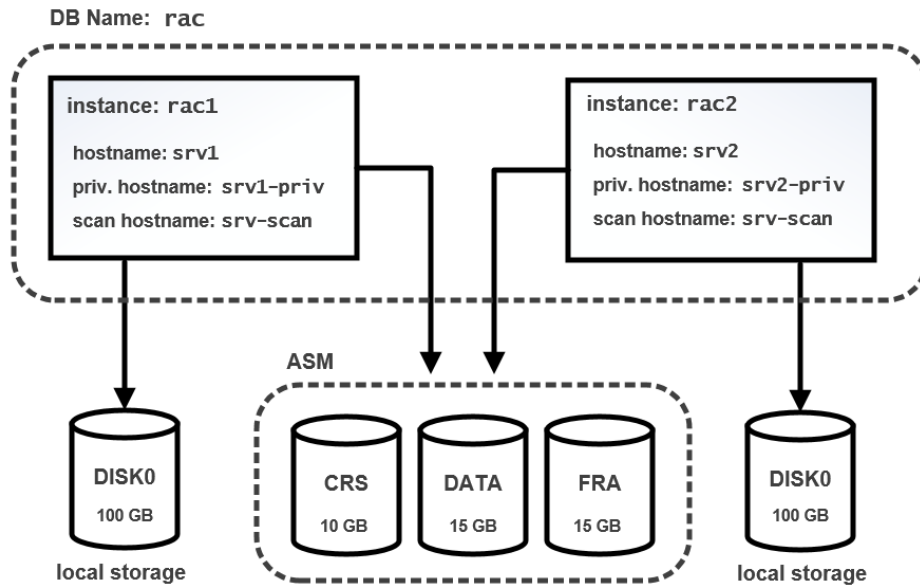 DB Name: rac
instance: rac1
hostname: srv1
priv. hostname: srv1-priv
scan hostname: srv-scan
instance: rac2
hostname: srv2
priv. hostname: srv2-priv
scan hostname: srv-scan
ASM
DISK0
100 GB
local storage
CRS
10 GB
DATA
15 GB
FRA
15 GB
DISK0
100 GB
local storage